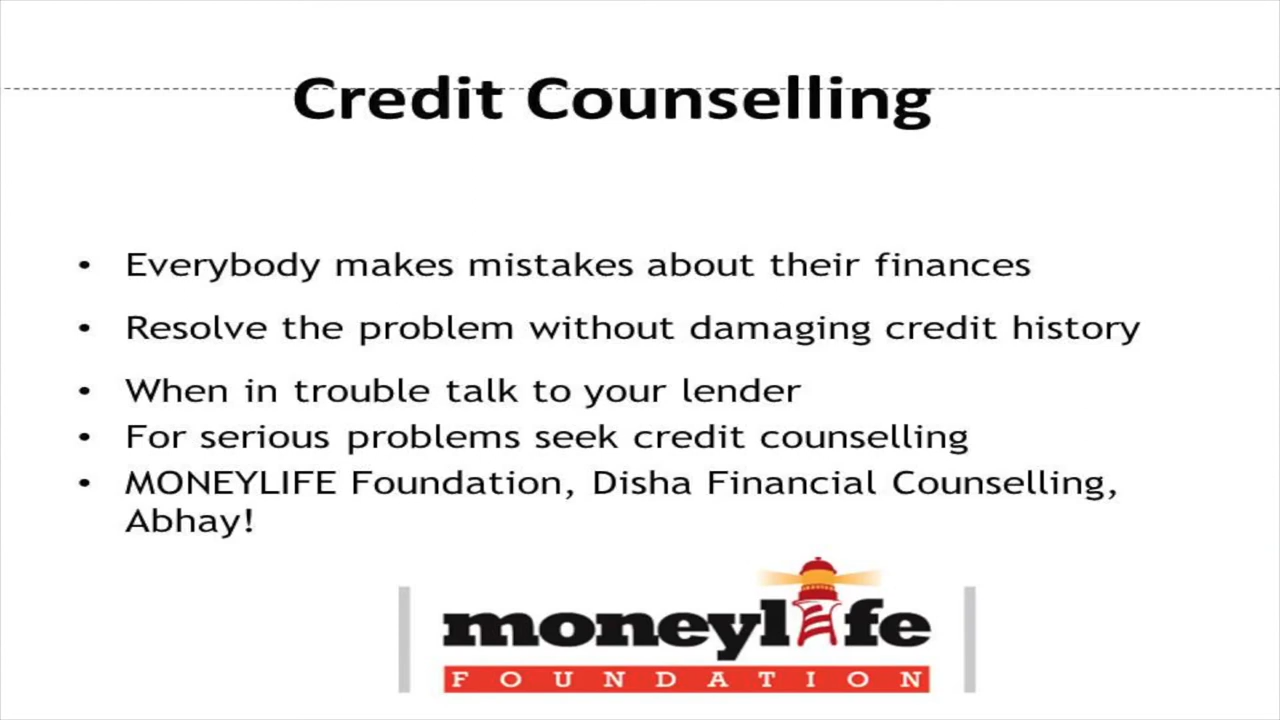 Credit Counselling
• Everybody makes mistakes about their finances
• Resolve the problem without damaging credit history
• When in trouble talk to your lender
• For serious problems seek credit counselling
• MONEYLIFE Foundation, Disha Financial Counselling,
Abhay!
moneylife
FOUNDATION